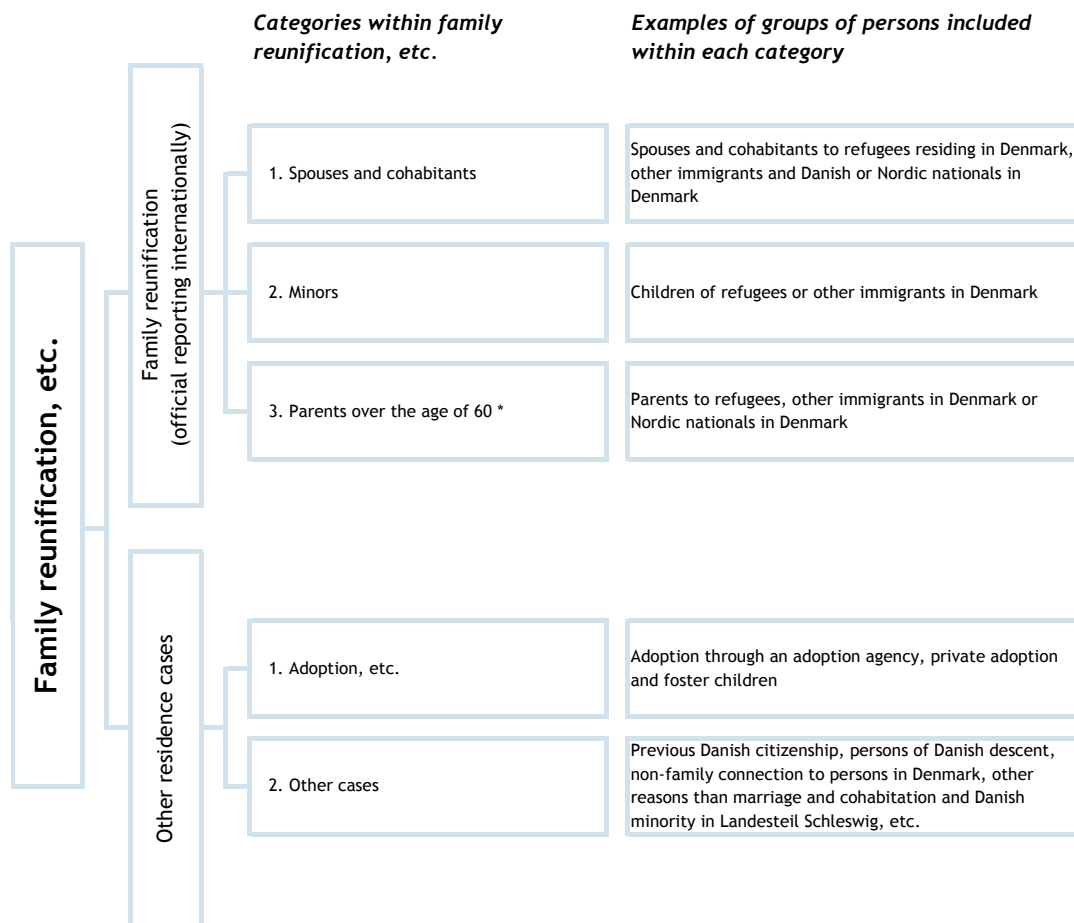 Categories within family
reunification, etc.
Examples of groups of persons included
within each category
Family reunification, etc.
Family reunification
(official reporting internationally)
1. Spouses and cohabitants
Spouses and cohabitants to refugees residing in Denmark,
other immigrants and Danish or Nordic nationals in
Denmark
2. Minors
Children of refugees or other immigrants in Denmark
3. Parents over the age of 60 *
Parents to refugees, other immigrants in Denmark or
Nordic nationals in Denmark
Other residence cases
1. Adoption, etc.
Adoption through an adoption agency, private adoption
and foster children
2. Other cases
Previous Danish citizenship, persons of Danish descent,
non-family connection to persons in Denmark, other
reasons than marriage and cohabitation and Danish
minority in Landesteil Schleswig, etc.